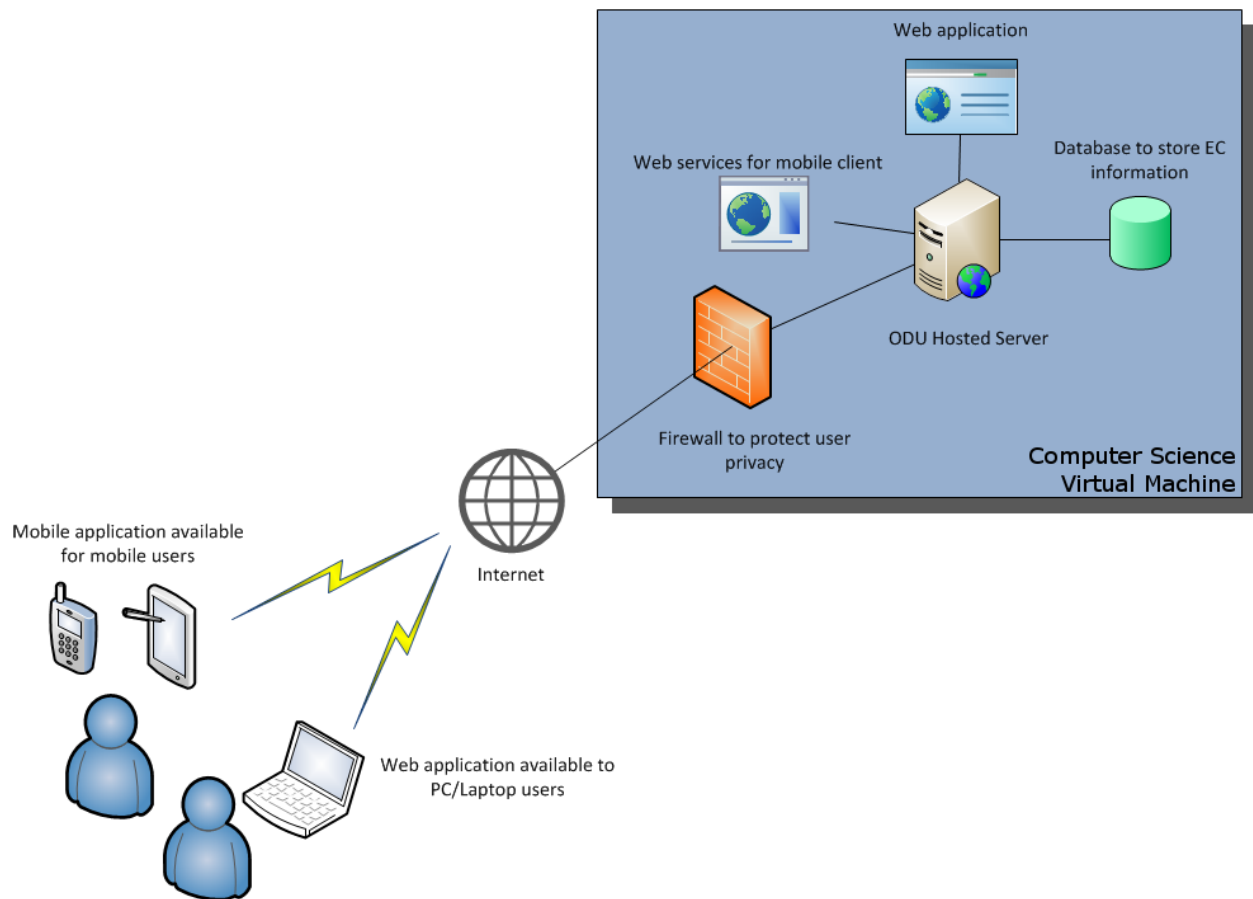 Web application
Database to store EC
information
Web services for mobile client
ODU Hosted Server
Firewall to protect user
privacy
Computer Science
Virtual Machine
Internet
Mobile application available
for mobile users
Web application available to
PC/Laptop users